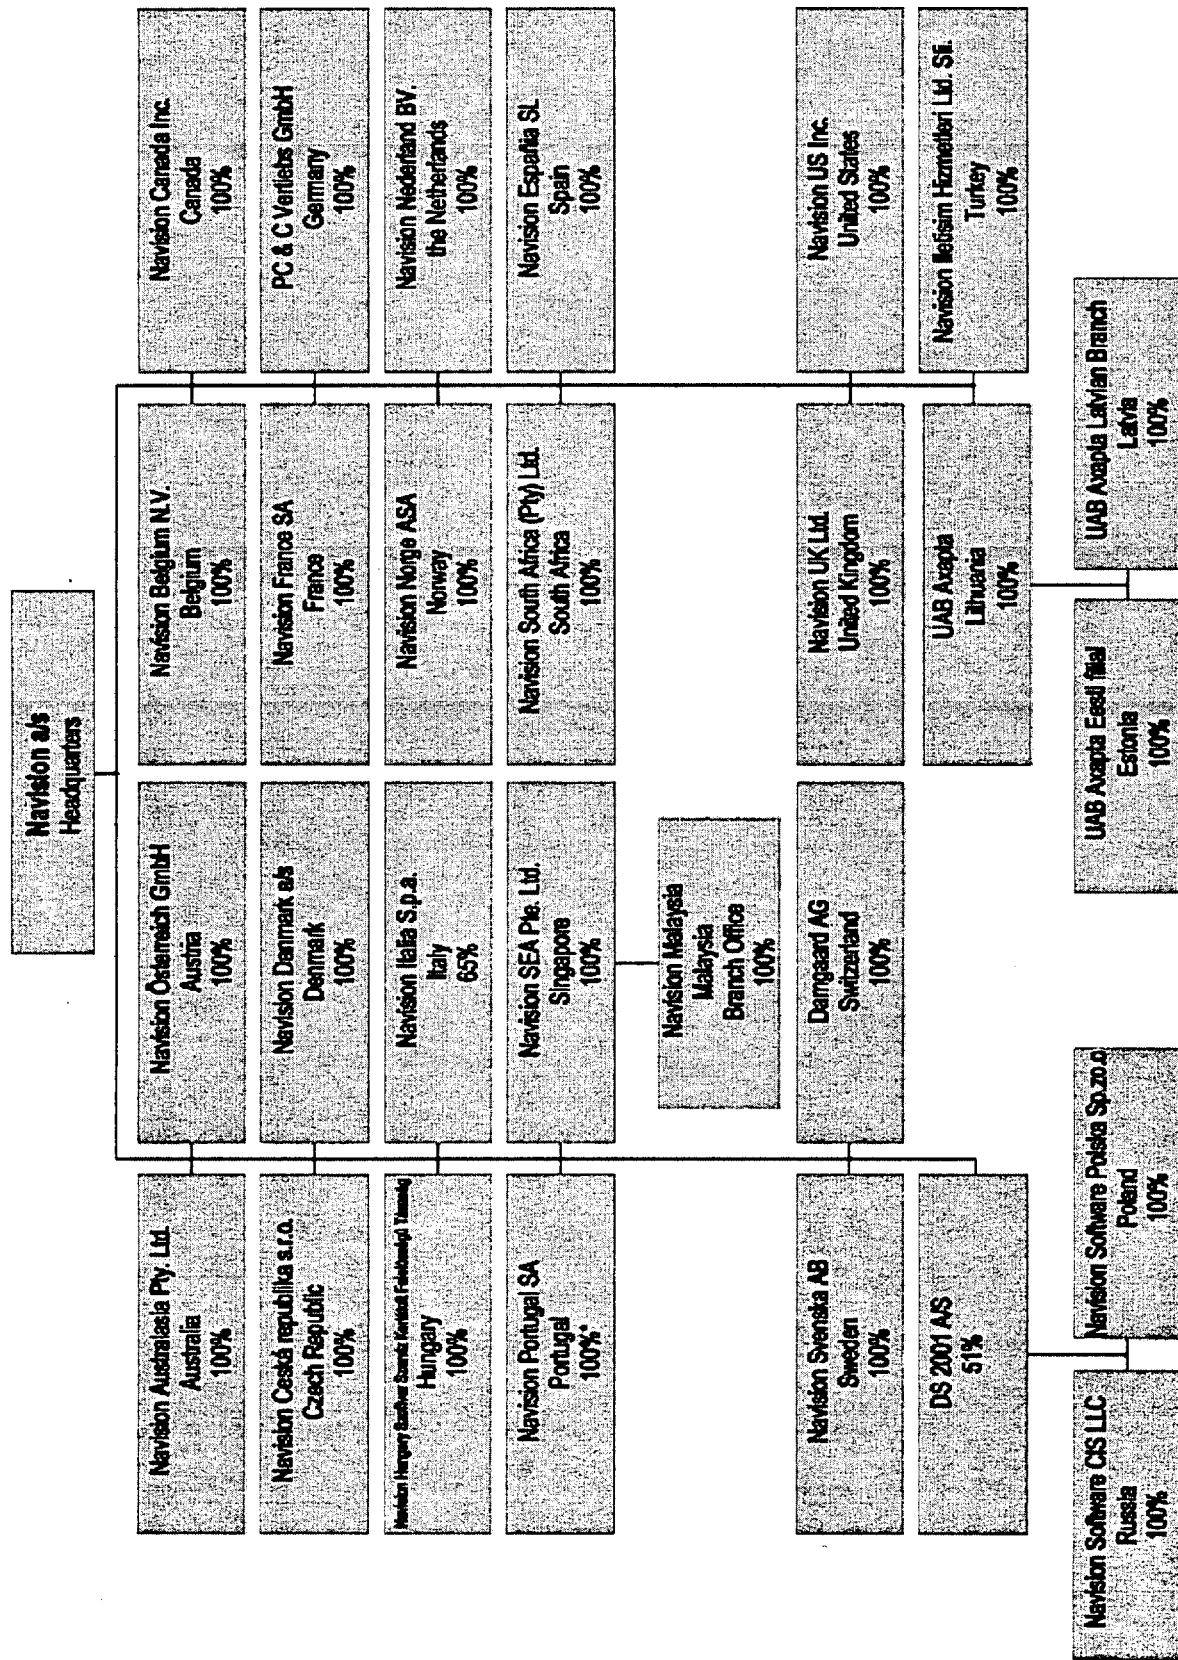 Navision a/s
Headquarters
Navision Australasia Pty. Ltd.
Australia
100%
Navision Österreich GmbH
Austria
100%
Navision Belgium N.V.
Belgium
100%
Navision Canada Inc.
Canada
100%
Navision Ceská republika s.r.o.
Czech Republic
100%
Navision Danmark a/s
Denmark
100%
Navision France SA
France
100%
PC & C Vertiebs GmbH
Germany
100%
Navision Hungary Szoftver
Hungary
100%
Navision Italia S.p.a.
Italy
65%
Navision Norge ASA
Norway
100%
Navision Nederland BV.
the Netherlands
100%
Navision Portugal SA
Portugal
100%*
Navision SEA Pte. Ltd.
Singapore
100%
Navision South Africa (Pty) Ltd.
South Africa
100%
Navision España SL
Spain
100%
Navision Malaysia
Malaysia
Branch Office
100%
Navision Svenska AB
Sweden
100%
Damgaard AG
Switzerland
100%
Navision UK Ltd.
United Kingdom
100%
Navision US Inc.
United States
100%
DS 2001 A/S
51%
UAB Axapta
Lithuania
100%
Navision Iletisim Hizmetleri Ltd. Sti.
Turkey
100%
Navision Software CIS LLC
Russia
100%
Navision Software Polska Sp.zo.o
Poland
100%
UAB Axapta Eesti filial
Estonia
100%
UAB Axapta Latvian Branch
Latvia
100%